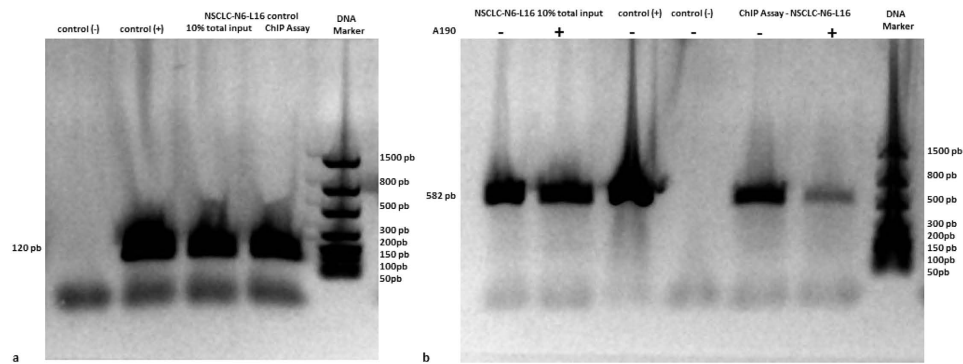 control (-)
control (+)
NSCLC-N6-L16 control
10% total input
ChIP Assay
DNA
Marker
1500 pb
800 pb
500 pb
300 pb
200pb
150 pb
100pb
50pb
120 pb
a
A190
NSCLC-N6-L16 10% total input
control (+)
control (-)
ChIP Assay - NSCLC-N6-L16
DNA
Marker
- + - - - +
582 pb
1500 pb
800 pb
500 pb
300 pb
200pb
150 pb
100pb
50pb
b